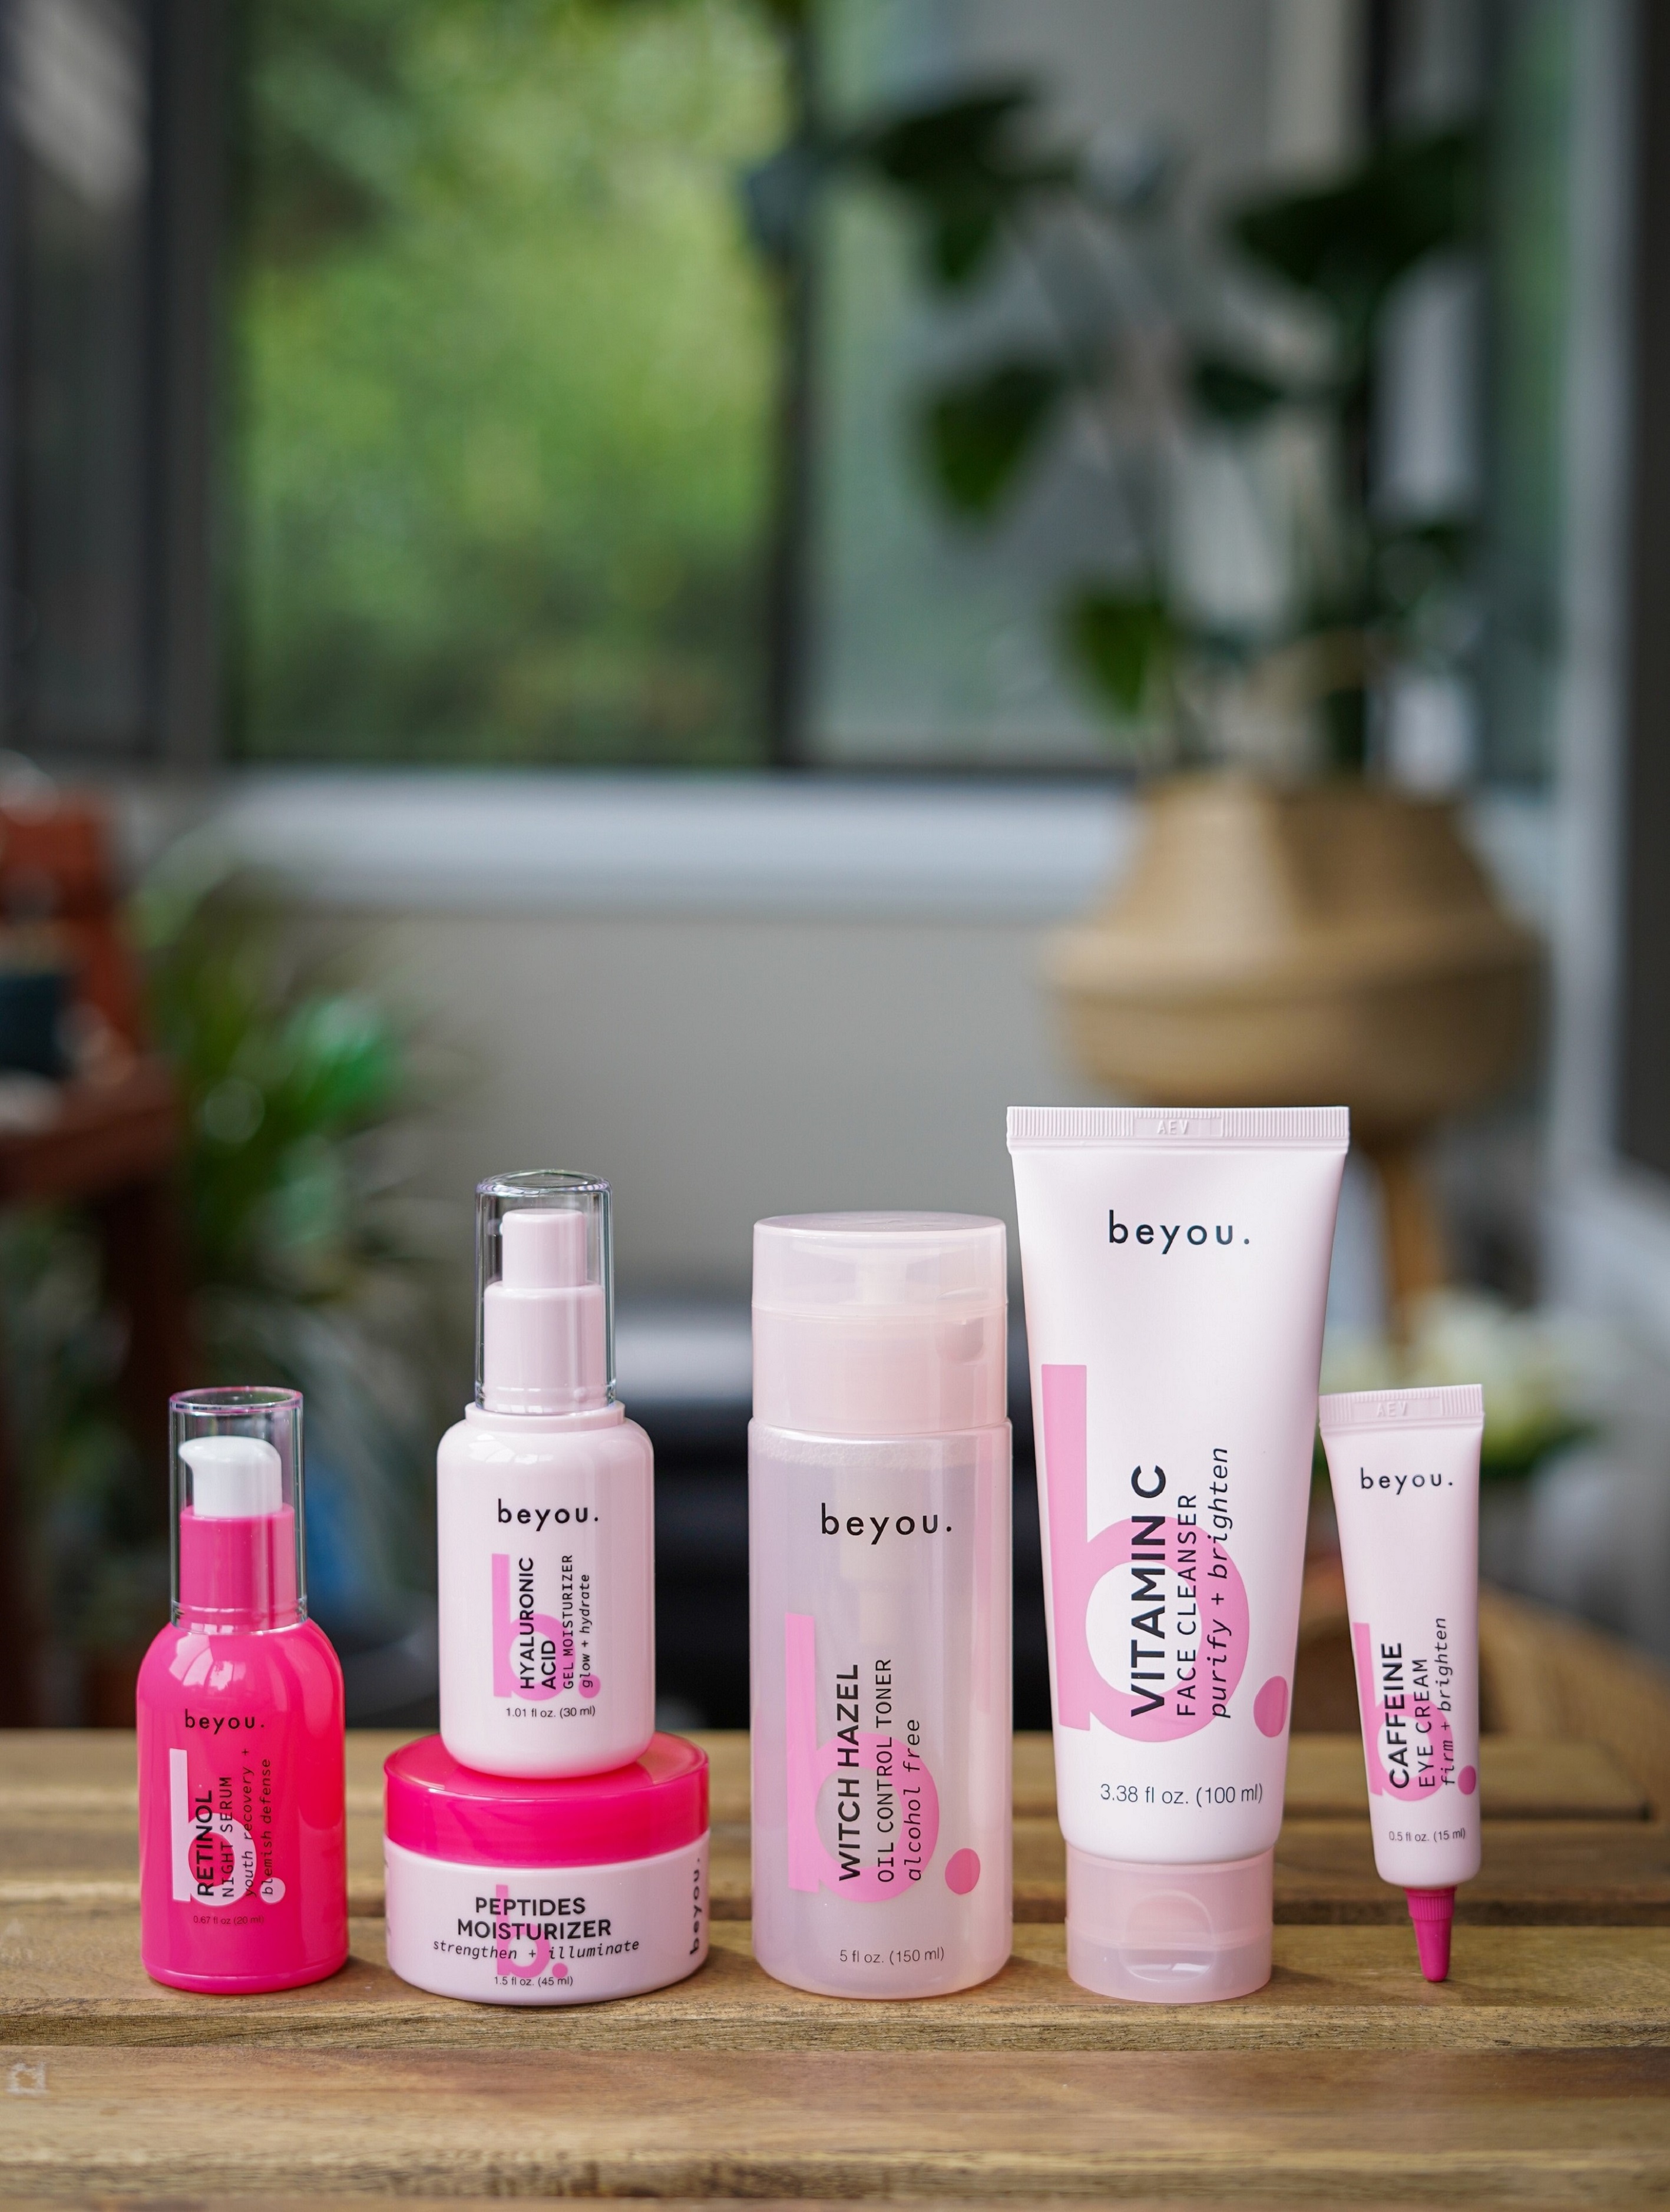 beyou.
RETINOL
NIGHT SERUM
youth recovery +
blemish defense
0.67 fl oz (20 ml)
beyou.
HYALURONIC
ACID
GEL MOISTURIZER
glow + hydrate
1.01 fl oz. (30 ml)
b.
PEPTIDES
MOISTURIZER
strengthen + illuminate
1.5 fl oz. (45 ml)
b.
beyou.
beyou.
WITCH HAZEL
OIL CONTROL TONER
alcohol free
b.
5 fl oz. (150 ml)
AEV
beyou.
VITAMIN C
FACE CLEANSER
purify + brighten
b.
3.38 fl oz. (100 ml)
AEV
beyou.
CAFFEINE
EYE CREAM
firm + brighten
b.
0.5 fl oz. (15 ml)
b.